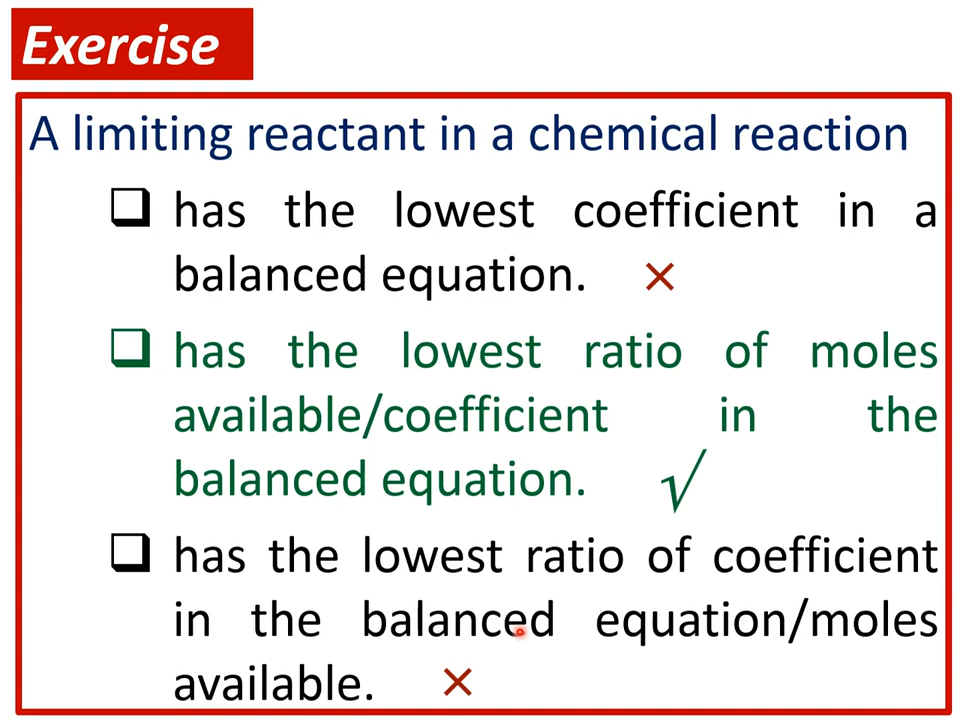 Exercise
A limiting reactant in a chemical reaction
❑ has the lowest coefficient in a
balanced equation. ×
❑ has the lowest ratio of moles
available/coefficient in the
balanced equation. √
❑ has the lowest ratio of coefficient
in the balanced equation/moles
available. ×